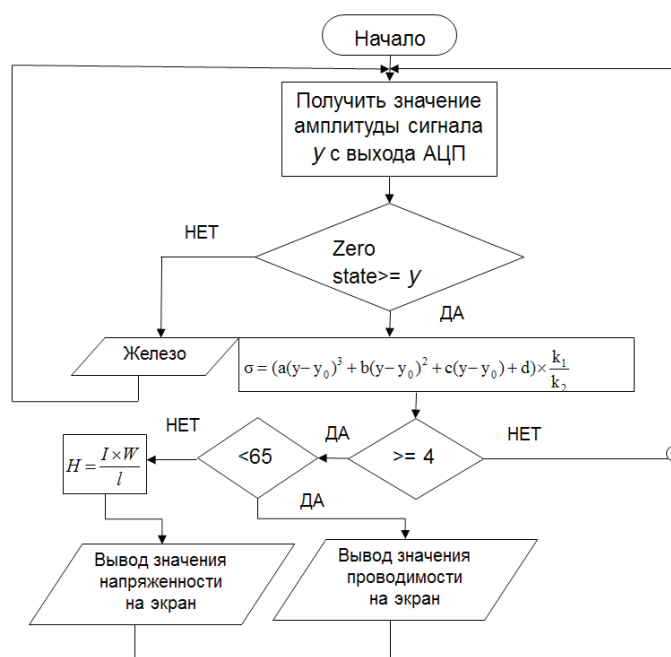 Начало
Получить значение
амплитуды сигнала
y с выхода АЦП
НЕТ
Zero
state>= y
ДА
Железо
σ = (a(y−y₀)³ + b(y−y₀)² + c(y−y₀) + d)× k₁/k₂
НЕТ
ДА
НЕТ
H = I×W/l
<65
>= 4
ДА
Вывод значения
напряженности
на экран
Вывод значения
проводимости
на экран